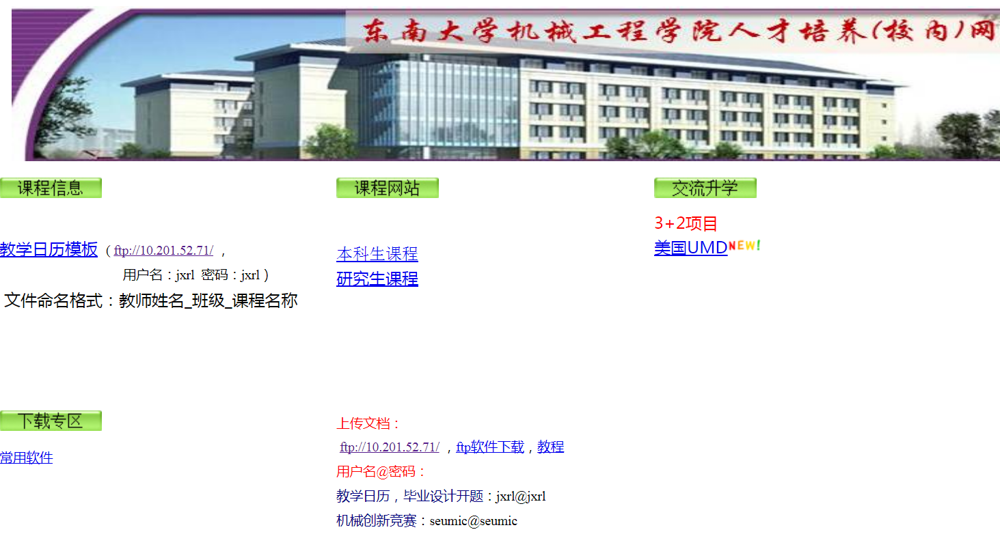 东南大学机械工程学院人才培养(校内)网
课程信息
教学日历模板（ftp://10.201.52.71/ ，
用户名：jxrl 密码：jxrl）
文件命名格式：教师姓名_班级_课程名称
课程网站
本科生课程
研究生课程
交流升学
3+2项目
美国UMD NEW!
下载专区
常用软件
上传文档：
ftp://10.201.52.71/ ，ftp软件下载，教程
用户名@密码：
教学日历，毕业设计开题：jxrl@jxrl
机械创新竞赛：seumic@seumic